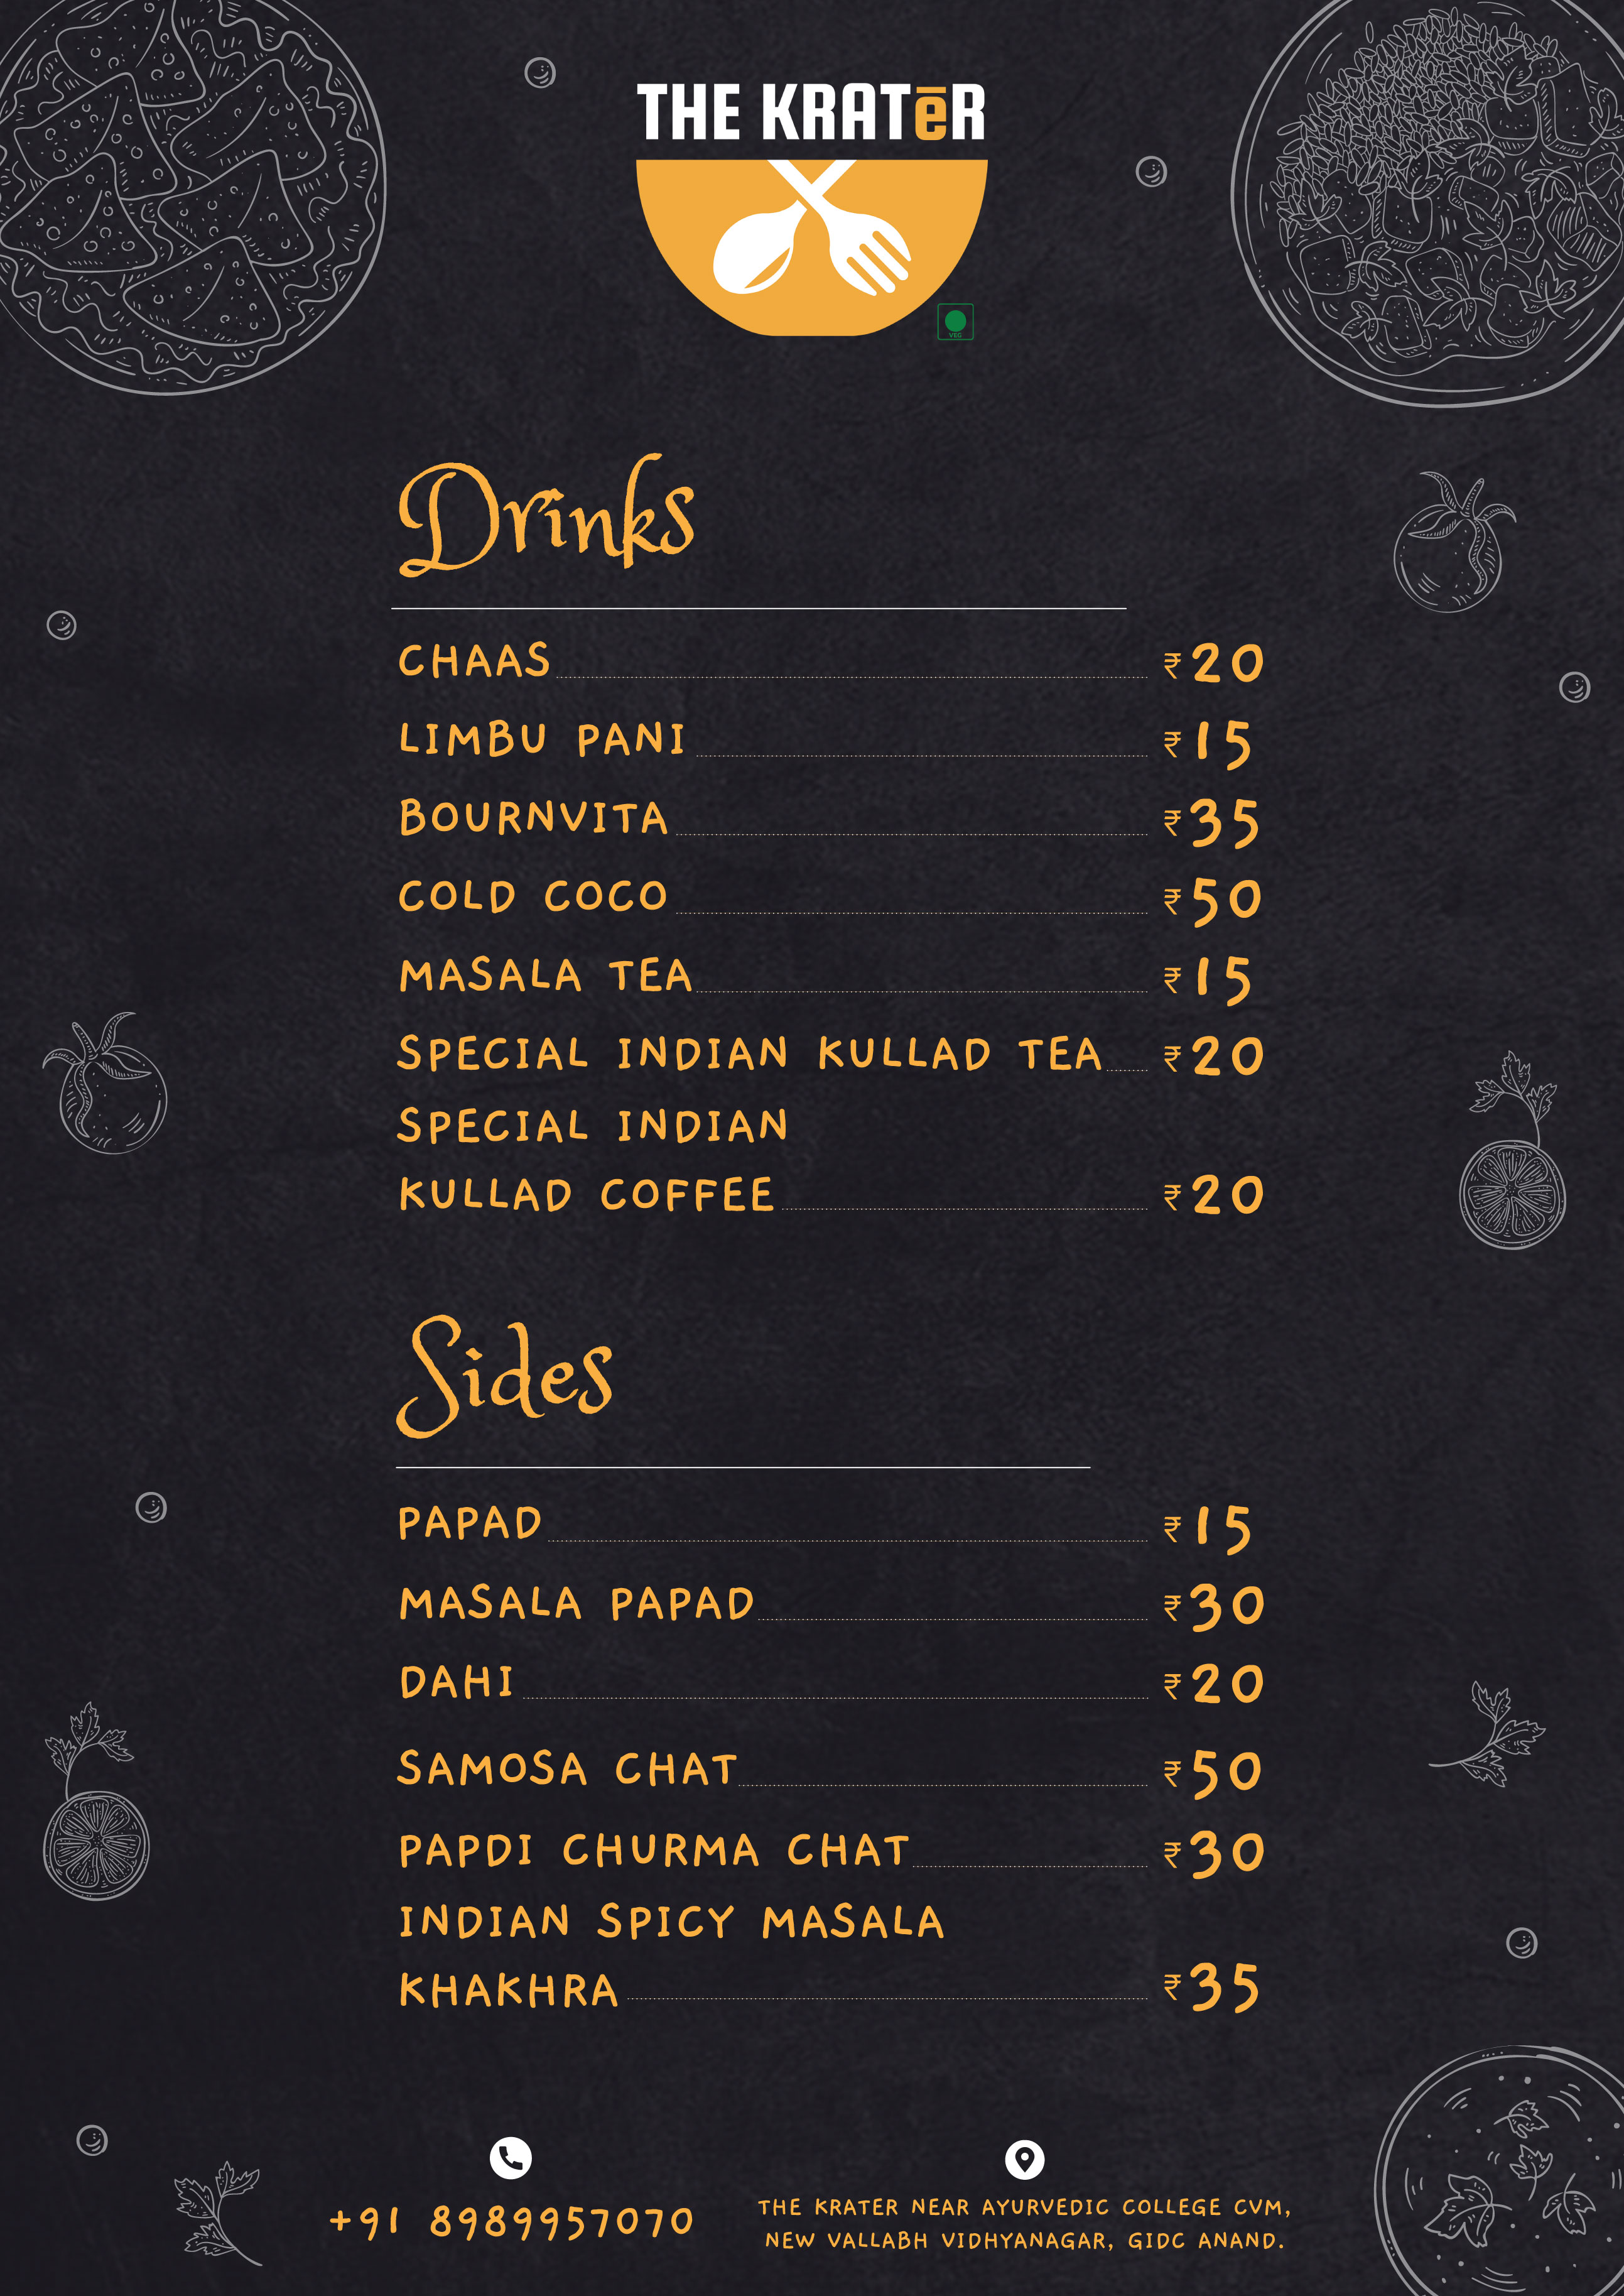 THE KRATēR
VEG
Drinks
CHAAS ₹20
LIMBU PANI ₹15
BOURNVITA ₹35
COLD COCO ₹50
MASALA TEA ₹15
SPECIAL INDIAN KULLAD TEA ₹20
SPECIAL INDIAN
KULLAD COFFEE ₹20
Sides
PAPAD ₹15
MASALA PAPAD ₹30
DAHI ₹20
SAMOSA CHAT ₹50
PAPDI CHURMA CHAT ₹30
INDIAN SPICY MASALA
KHAKHRA ₹35
+91 8989957070
THE KRATER NEAR AYURVEDIC COLLEGE CVM,
NEW VALLABH VIDHYANAGAR, GIDC ANAND.